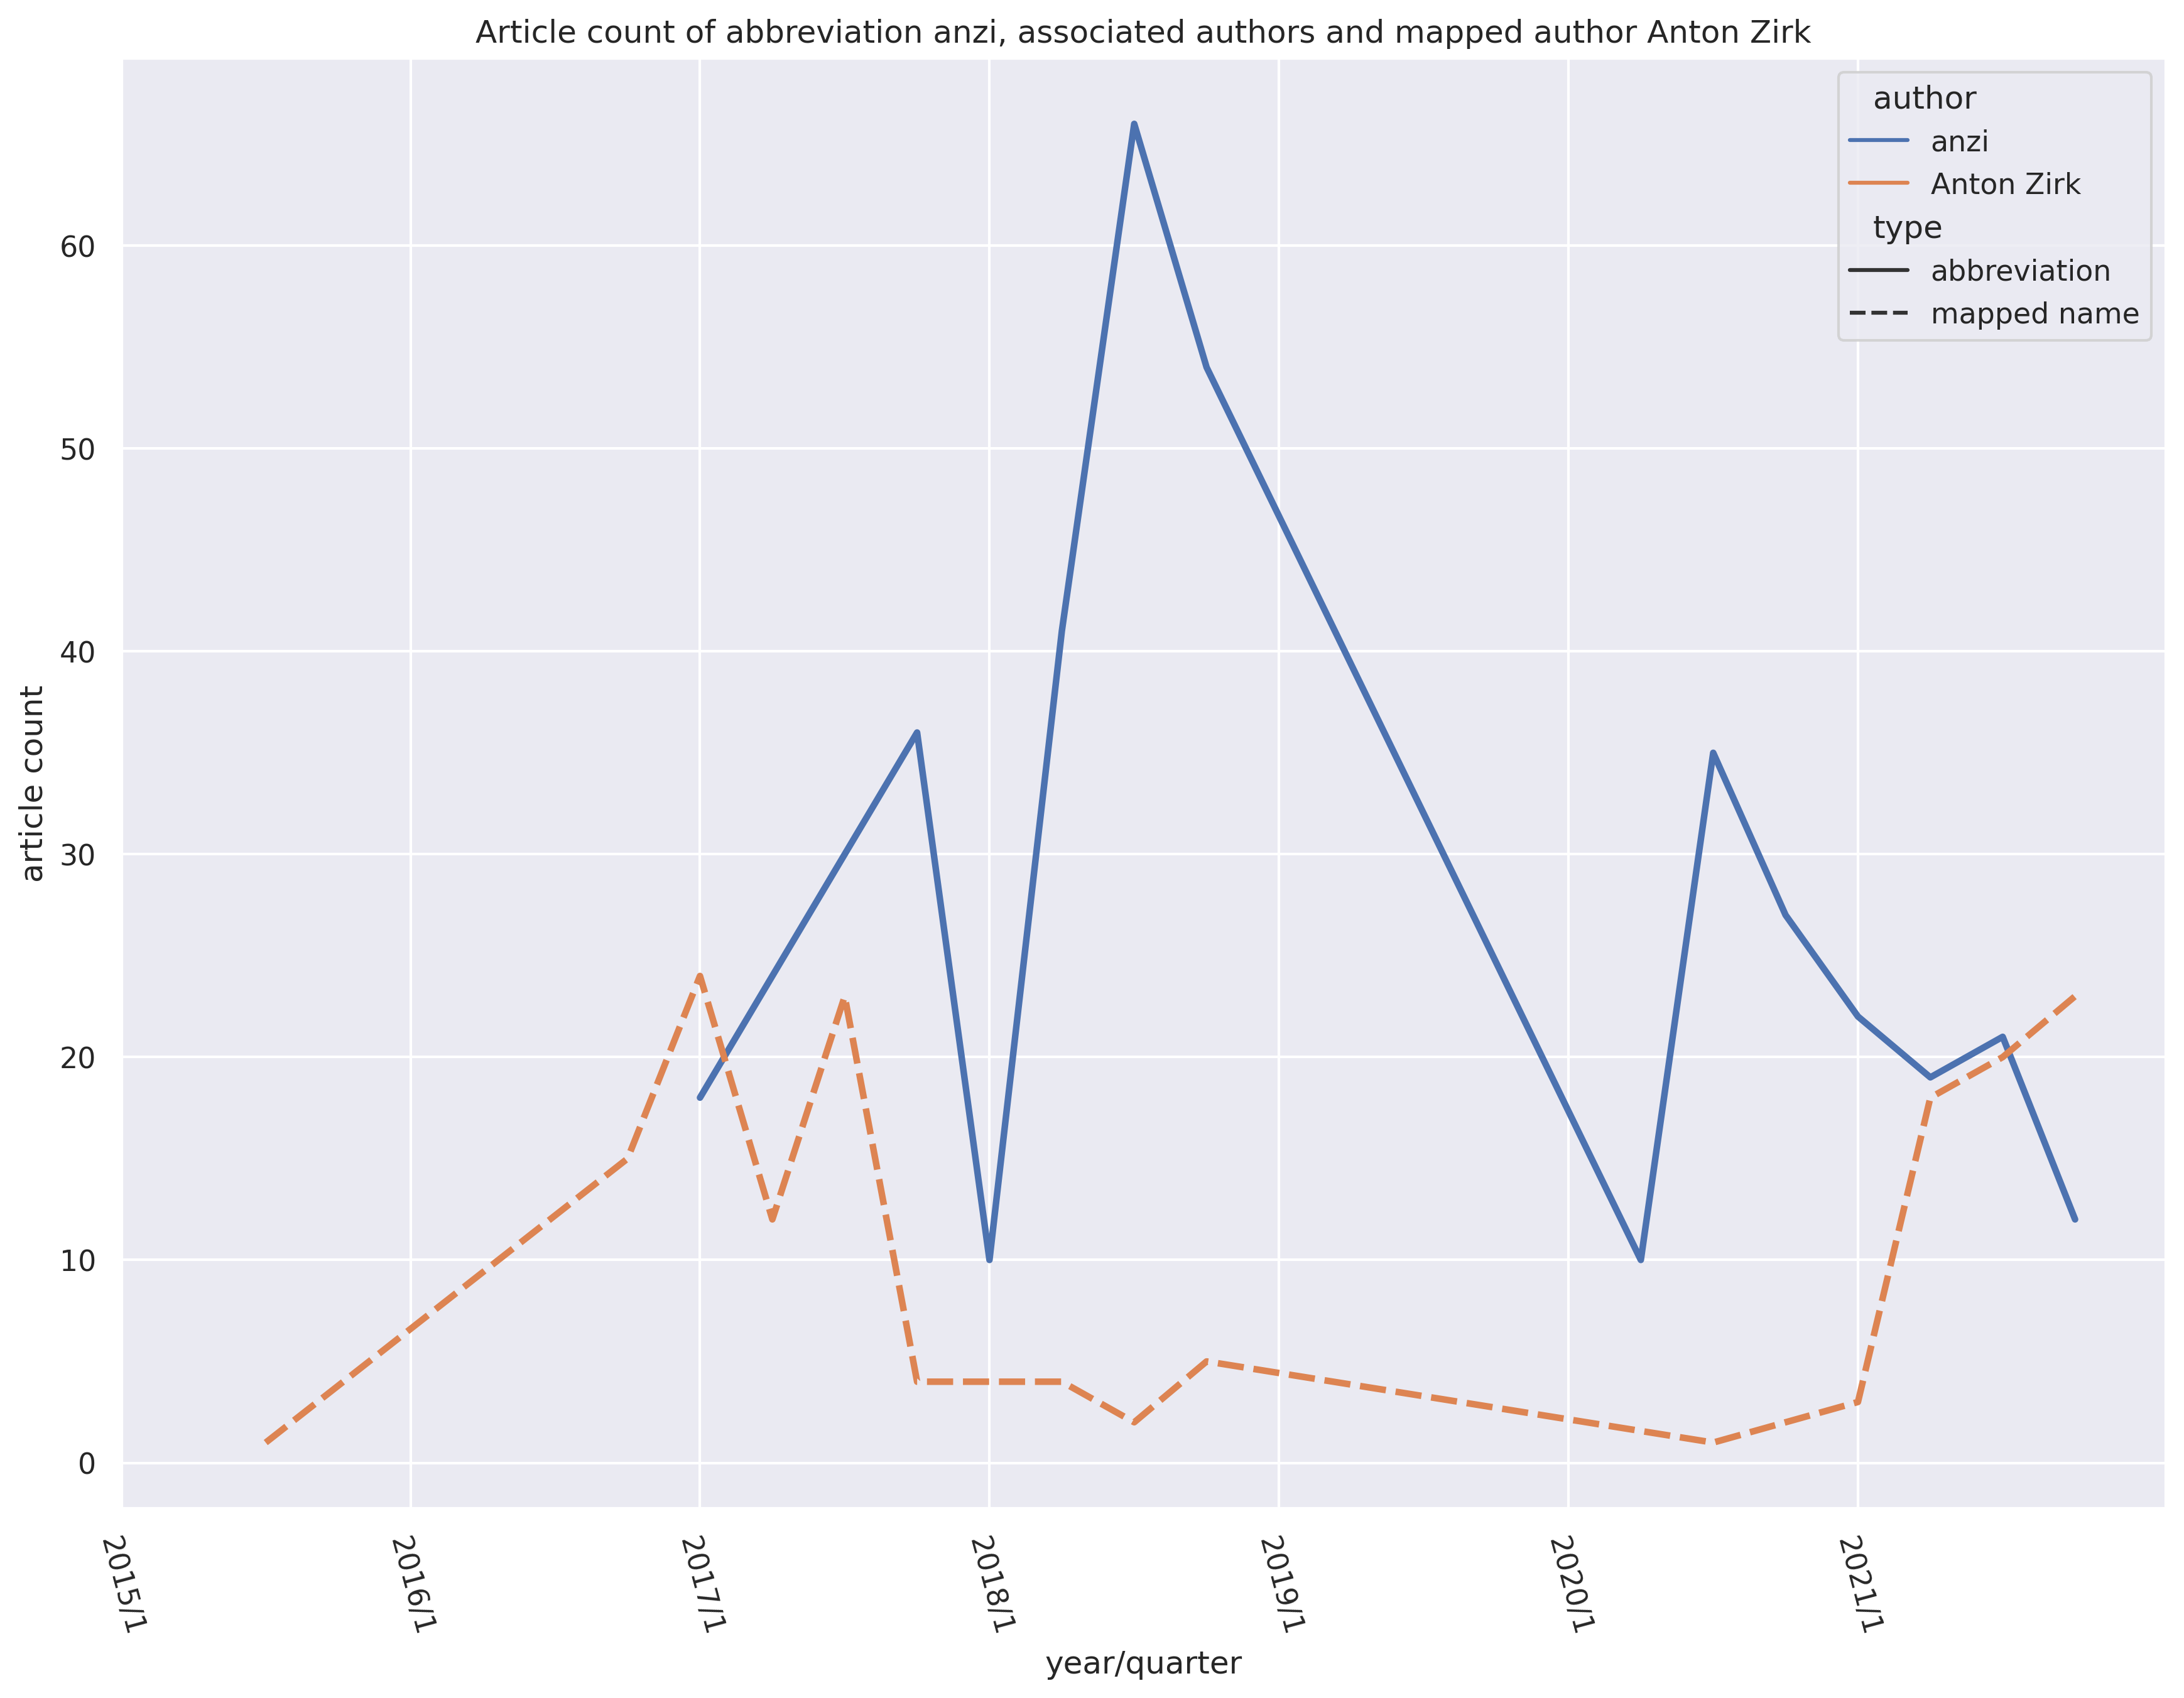 Article count of abbreviation anzi, associated authors and mapped author Anton Zirk
author
anzi
Anton Zirk
type
abbreviation
mapped name
article count
60
50
40
30
20
10
0
2015/1
2016/1
2017/1
2018/1
2019/1
2020/1
2021/1
year/quarter